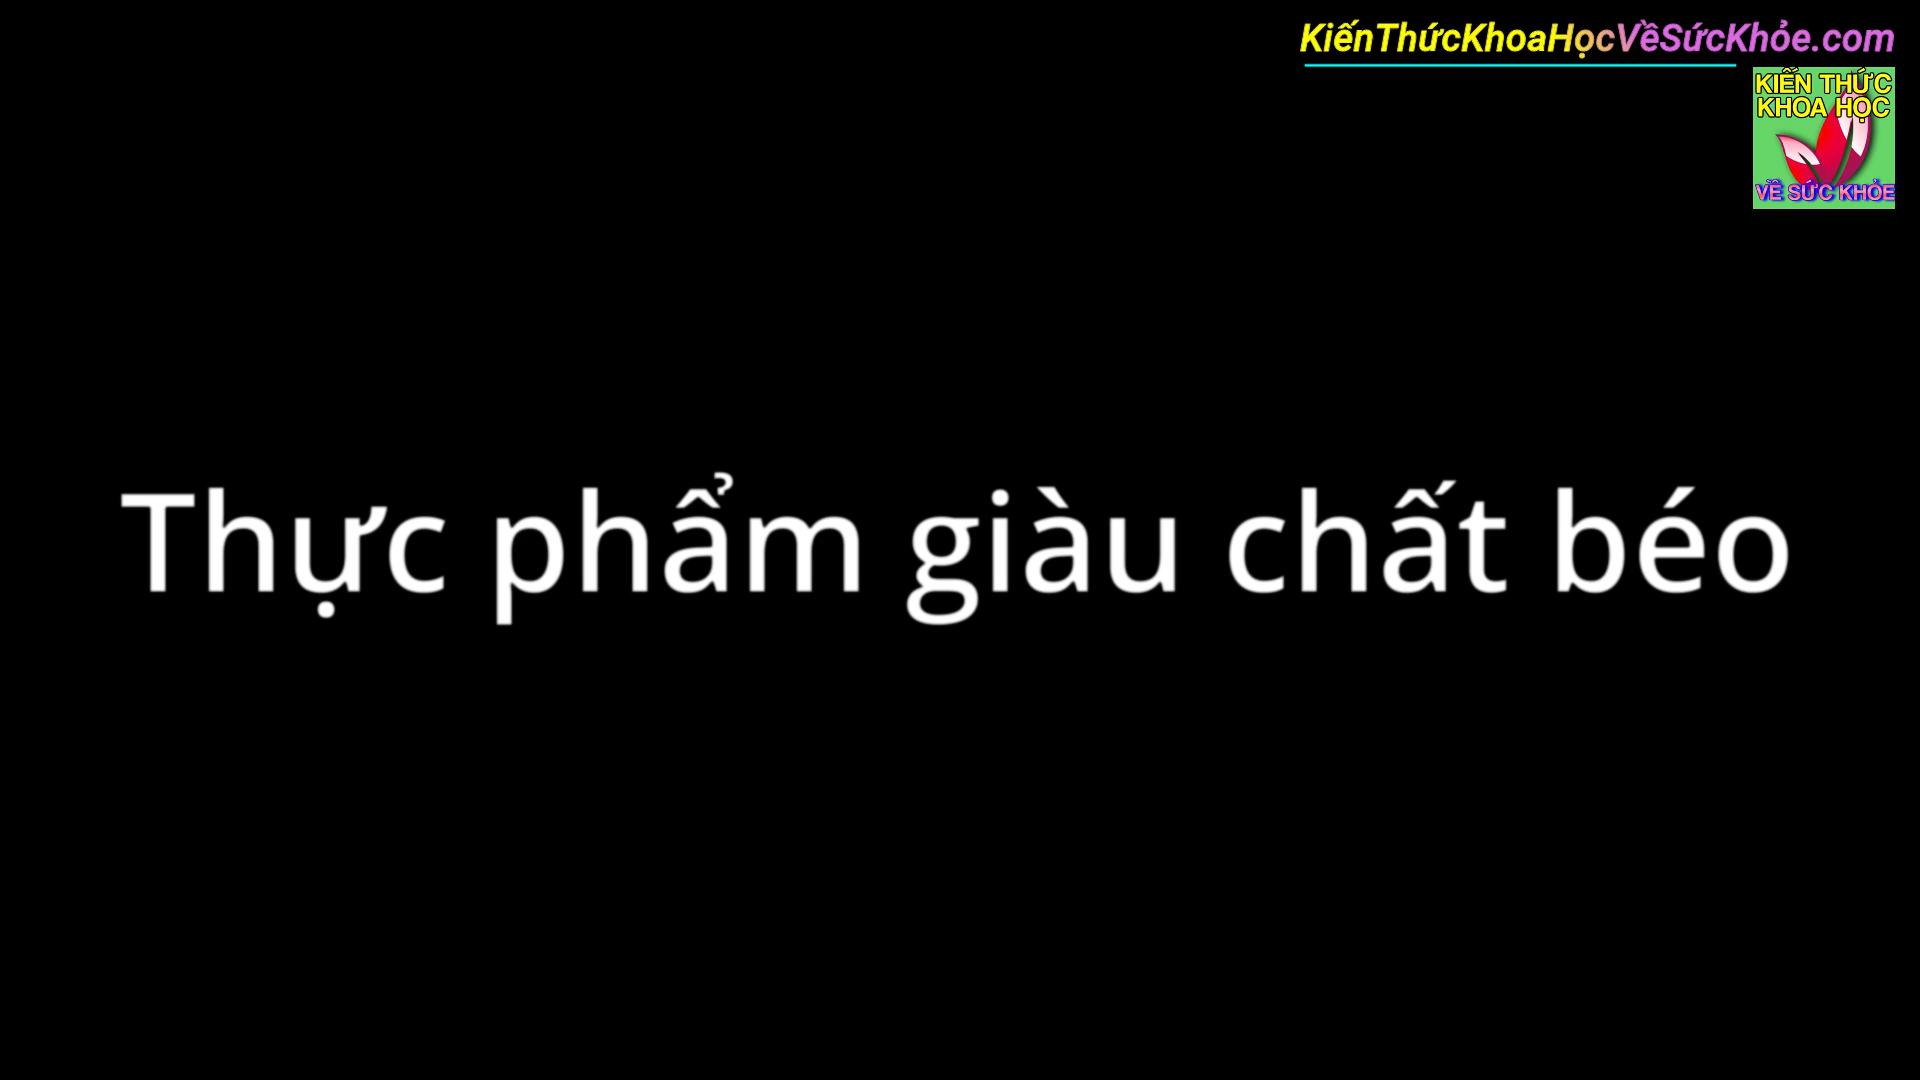 KiếnThứcKhoaHọcVềSứcKhỏe.com
KIẾN THỨC
KHOA HỌC
VỀ SỨC KHỎE
Thực phẩm giàu chất béo